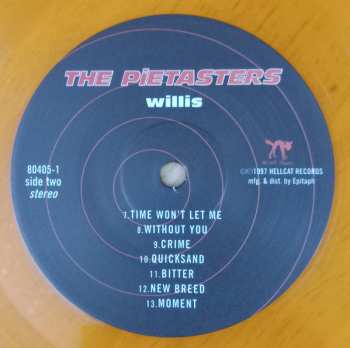 THE PIETASTERS
willis
80405-1
side two
stereo
©℗1997 HELLCAT RECORDS
mfg. & dist. by Epitaph
7.TIME WON'T LET ME
8.WITHOUT YOU
9.CRIME
10.QUICKSAND
11.BITTER
12.NEW BREED
13.MOMENT